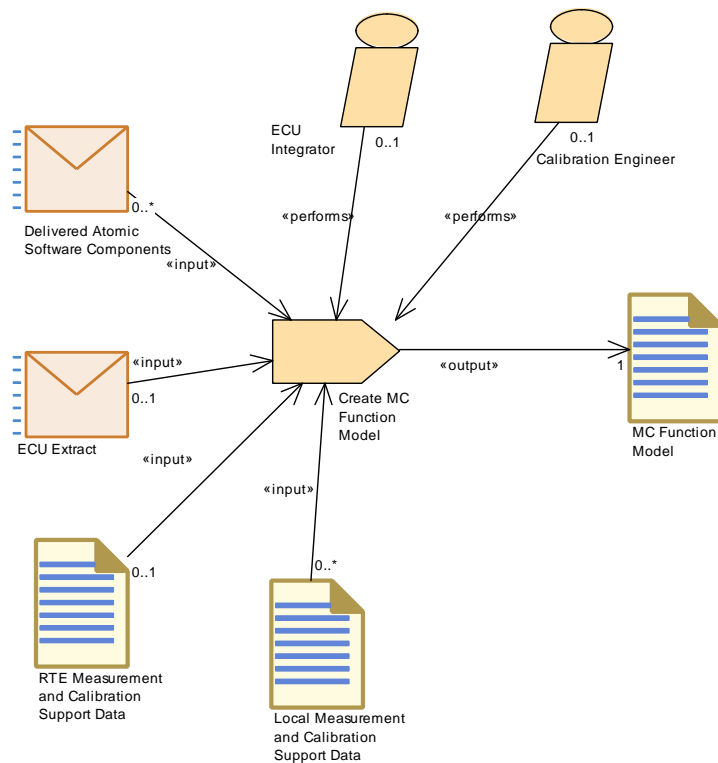 ECU
Integrator
0..1
0..1
Calibration Engineer
0..*
Delivered Atomic
Software Components
«performs»
«performs»
«input»
«input»
0..1
ECU Extract
Create MC
Function
Model
«output»
1
MC Function
Model
«input»
«input»
0..1
0..*
RTE Measurement
and Calibration
Support Data
Local Measurement
and Calibration
Support Data